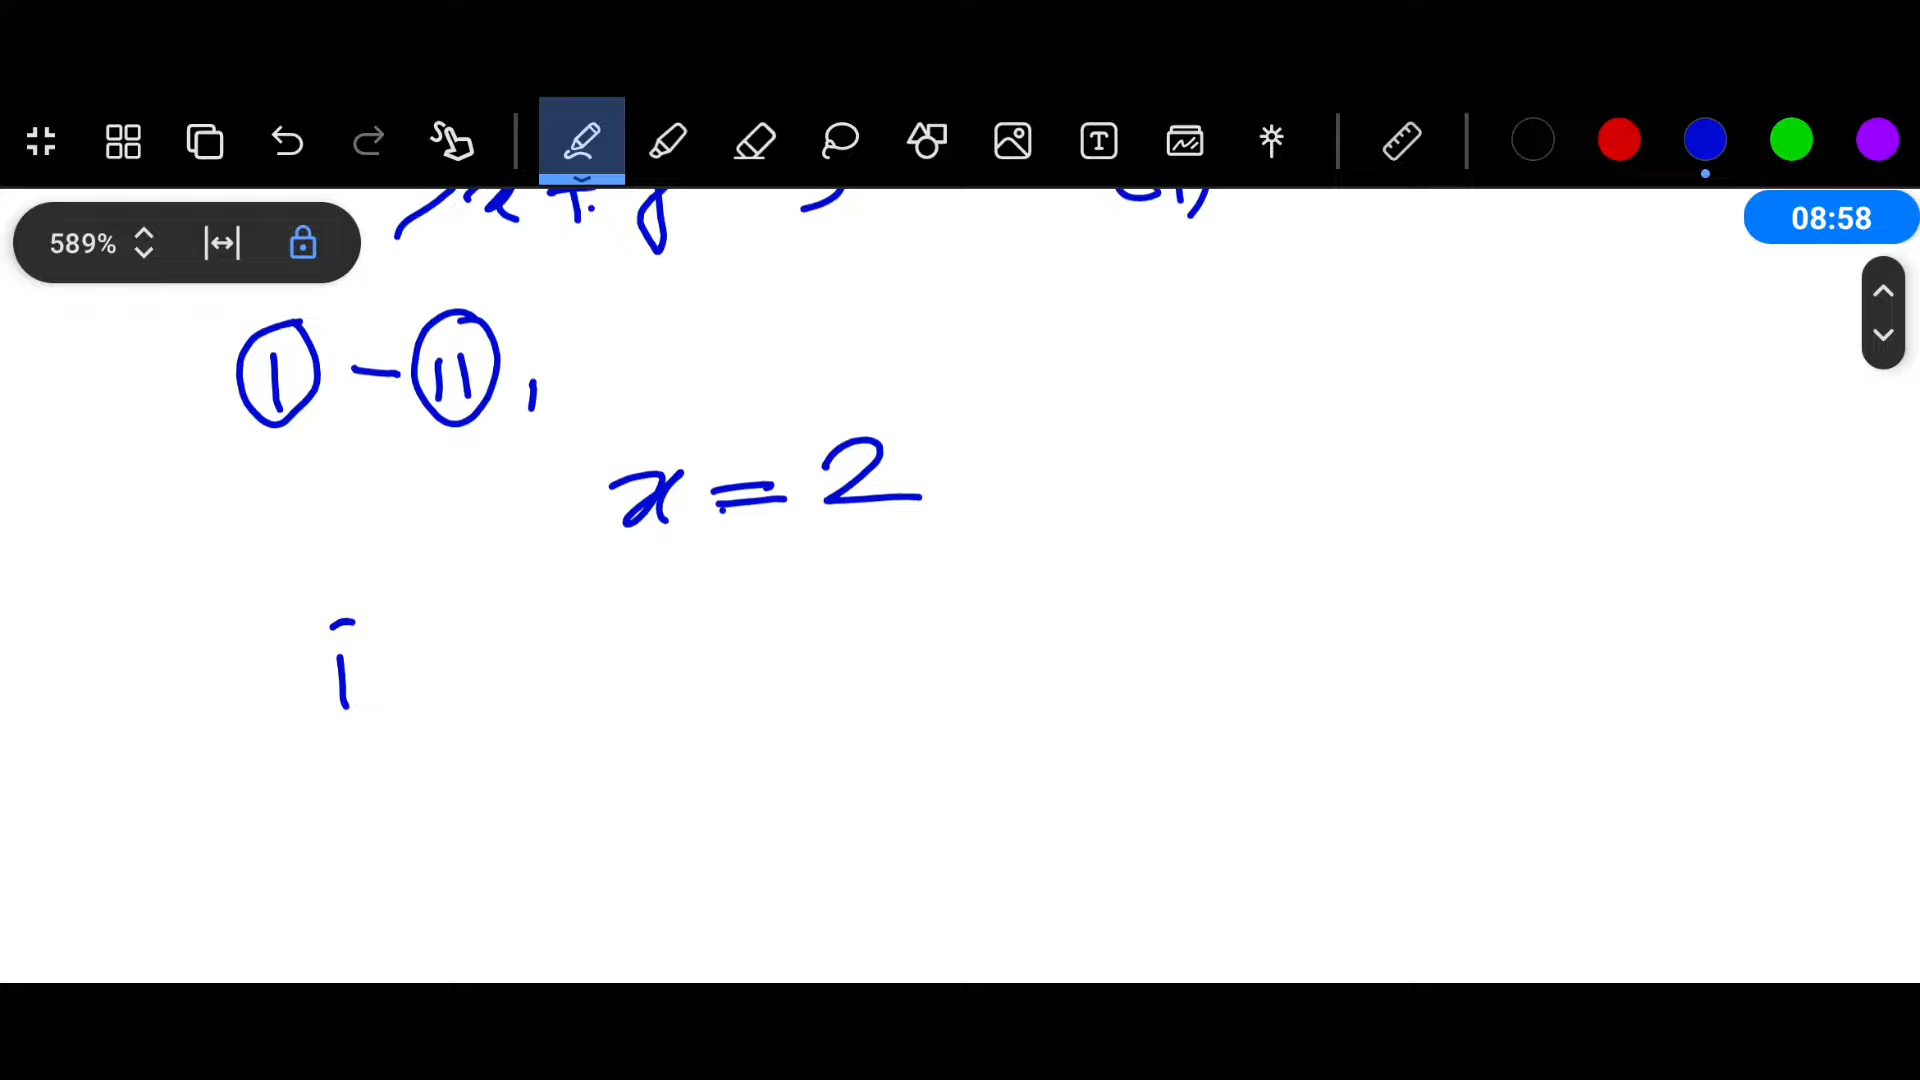 589%
08:58
① - ⑪,
x = 2
i